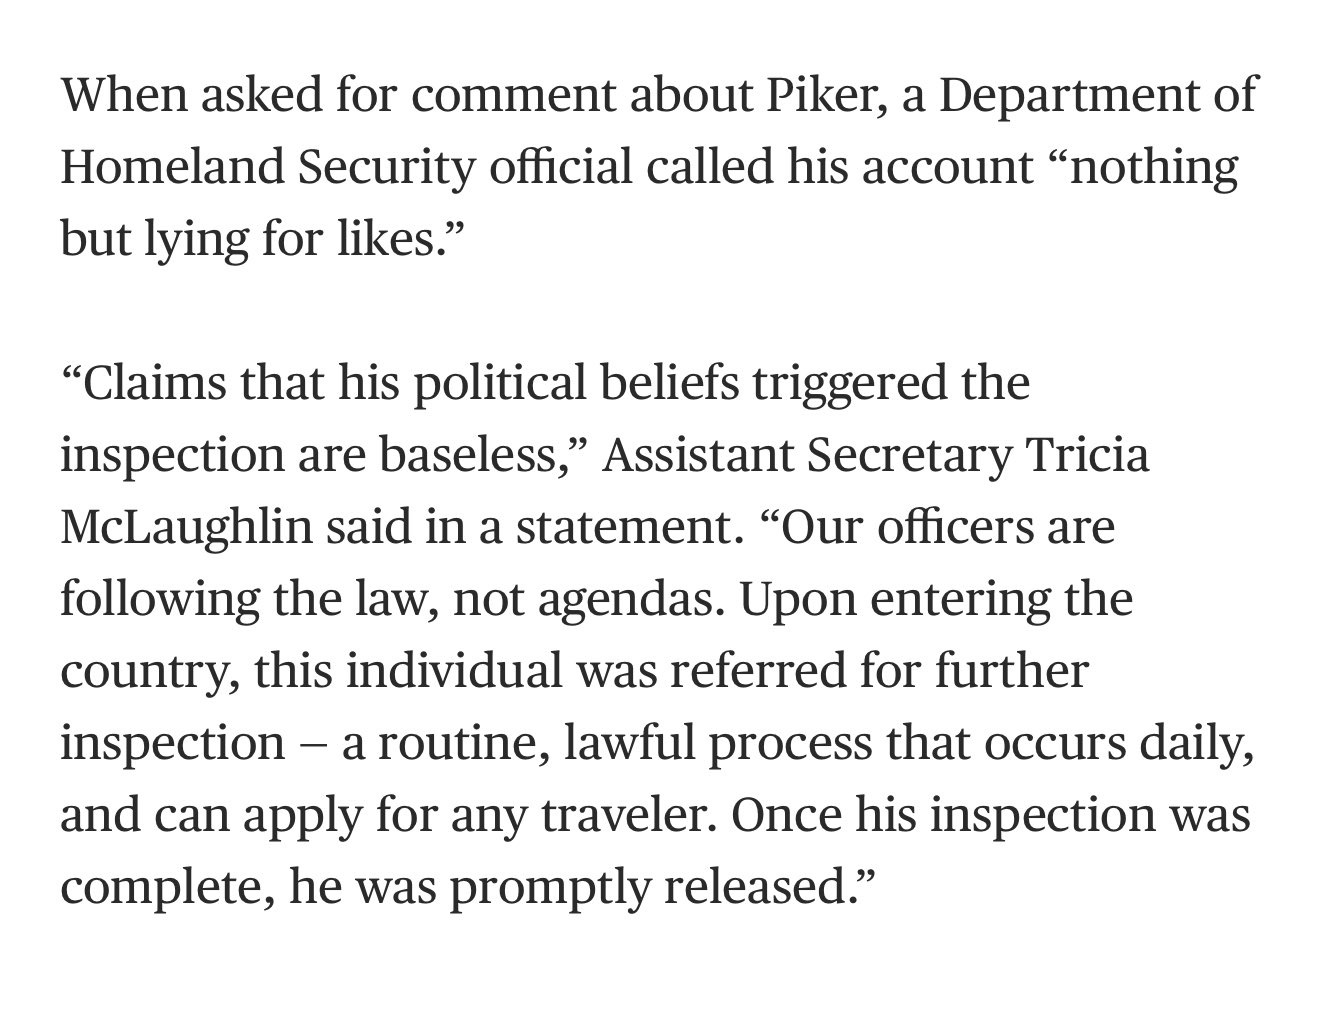 When asked for comment about Piker, a Department of
Homeland Security official called his account “nothing
but lying for likes.”
“Claims that his political beliefs triggered the
inspection are baseless,” Assistant Secretary Tricia
McLaughlin said in a statement. “Our officers are
following the law, not agendas. Upon entering the
country, this individual was referred for further
inspection — a routine, lawful process that occurs daily,
and can apply for any traveler. Once his inspection was
complete, he was promptly released.”